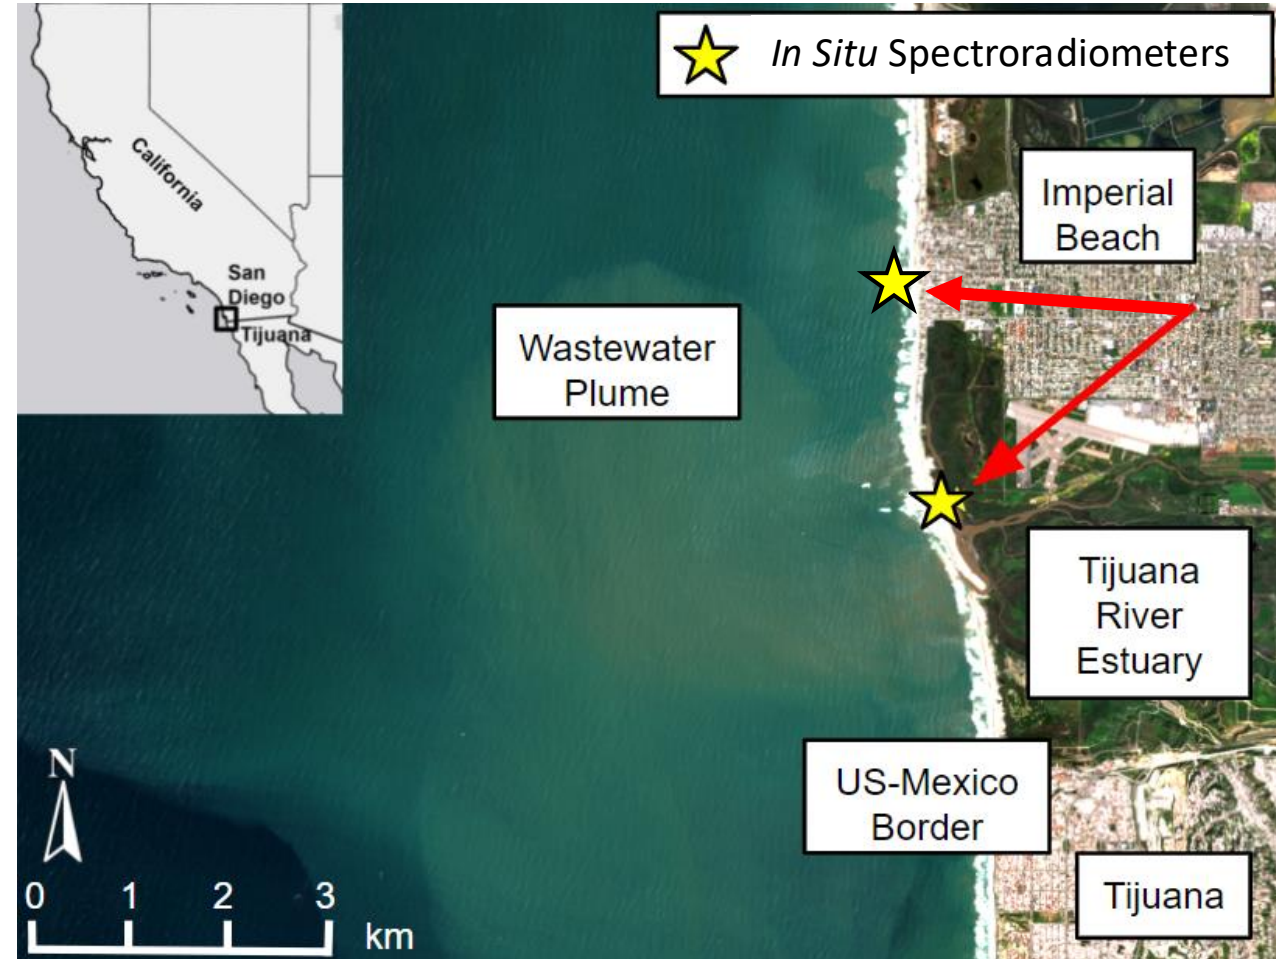 In Situ Spectroradiometers
California
San
Diego
Tijuana
Imperial
Beach
Wastewater
Plume
Tijuana
River
Estuary
US-Mexico
Border
Tijuana
N
0 1 2 3
km